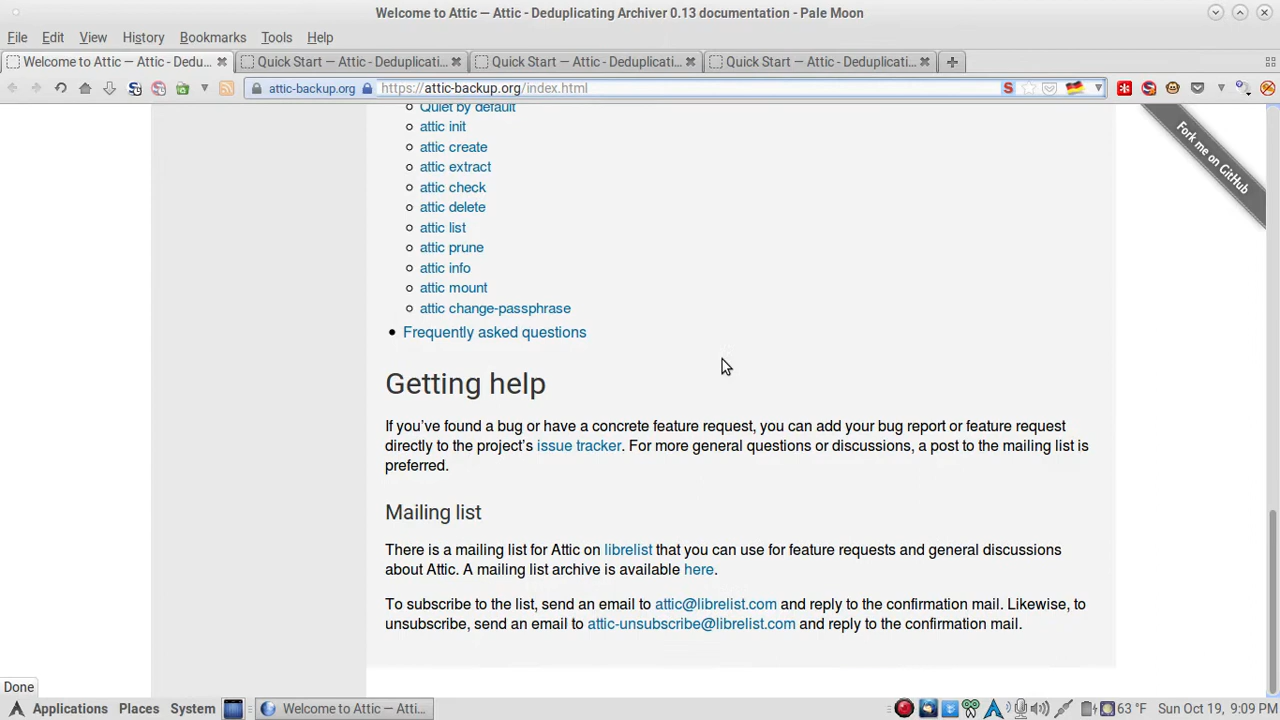 Welcome to Attic — Attic - Deduplicating Archiver 0.13 documentation - Pale Moon
File Edit View History Bookmarks Tools Help
Welcome to Attic — Attic - Dedu...
Quick Start — Attic - Deduplicati...
Quick Start — Attic - Deduplicati...
Quick Start — Attic - Deduplicati...
attic-backup.org https://attic-backup.org/index.html
Quiet by default
attic init
attic create
attic extract
attic check
attic delete
attic list
attic prune
attic info
attic mount
attic change-passphrase
Frequently asked questions
Fork me on GitHub
Getting help
If you’ve found a bug or have a concrete feature request, you can add your bug report or feature request
directly to the project’s issue tracker. For more general questions or discussions, a post to the mailing list is
preferred.
Mailing list
There is a mailing list for Attic on librelist that you can use for feature requests and general discussions
about Attic. A mailing list archive is available here.
To subscribe to the list, send an email to attic@librelist.com and reply to the confirmation mail. Likewise, to
unsubscribe, send an email to attic-unsubscribe@librelist.com and reply to the confirmation mail.
Done
Applications Places System Welcome to Attic — Atti... 63 °F Sun Oct 19, 9:09 PM